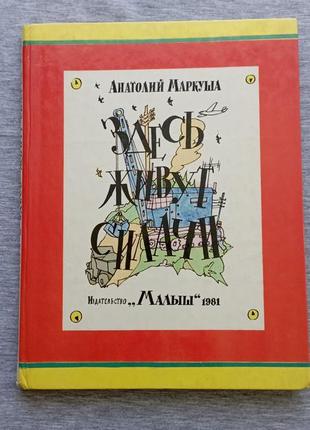 Анатолий Маркуша
Здесь
живут
силачи
Издательство „Малыш“ 1981